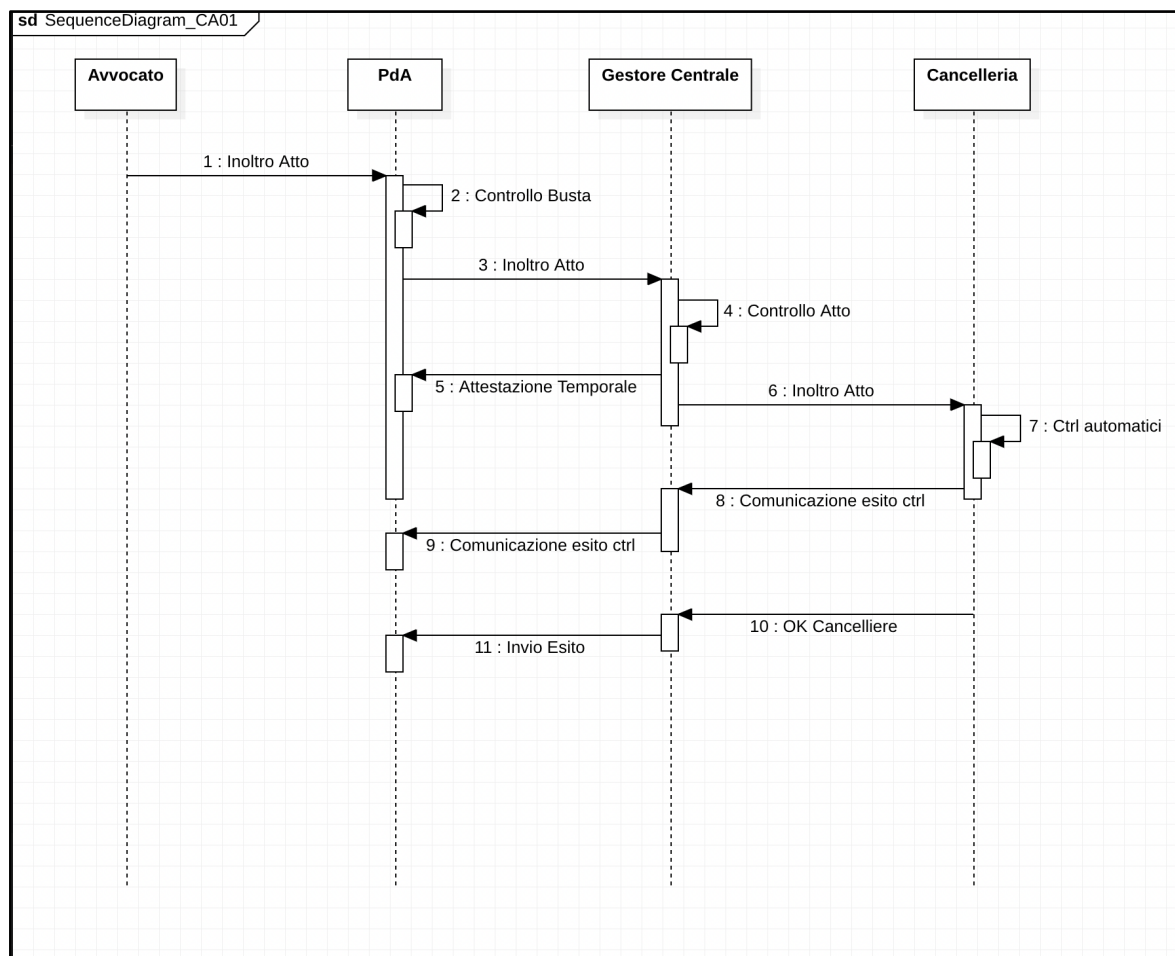 sd SequenceDiagram_CA01
Avvocato
PdA
Gestore Centrale
Cancelleria
1 : Inoltro Atto
2 : Controllo Busta
3 : Inoltro Atto
4 : Controllo Atto
5 : Attestazione Temporale
6 : Inoltro Atto
7 : Ctrl automatici
8 : Comunicazione esito ctrl
9 : Comunicazione esito ctrl
10 : OK Cancelliere
11 : Invio Esito